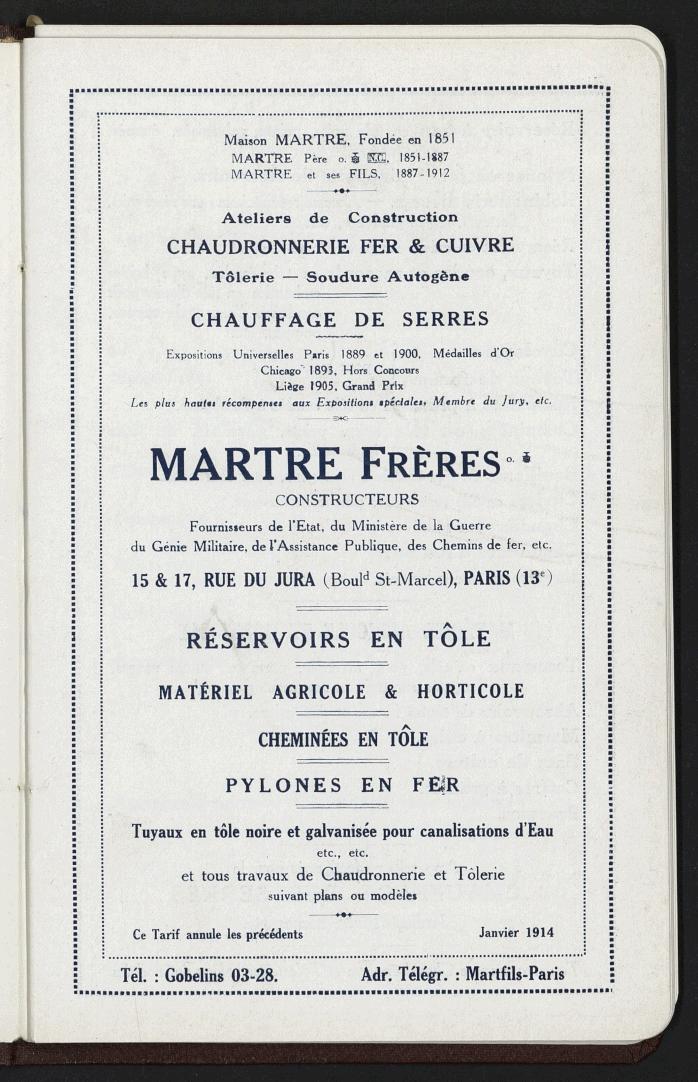 Maison MARTRE, Fondée en 1851
MARTRE Père o. N.C., 1851-1887
MARTRE et ses FILS, 1887-1912
Ateliers de Construction
CHAUDRONNERIE FER & CUIVRE
Tôlerie — Soudure Autogène
CHAUFFAGE DE SERRES
Expositions Universelles Paris 1889 et 1900, Médailles d'Or
Chicago 1893, Hors Concours
Liège 1905, Grand Prix
Les plus hautes récompenses aux Expositions spéciales, Membre du Jury, etc.
MARTRE FRÈRES o.
CONSTRUCTEURS
Fournisseurs de l'Etat, du Ministère de la Guerre
du Génie Militaire, de l'Assistance Publique, des Chemins de fer, etc.
15 & 17, RUE DU JURA (Boulᵈ St-Marcel), PARIS (13ᵉ)
RÉSERVOIRS EN TÔLE
MATÉRIEL AGRICOLE & HORTICOLE
CHEMINÉES EN TÔLE
PYLONES EN FER
Tuyaux en tôle noire et galvanisée pour canalisations d'Eau
etc., etc.
et tous travaux de Chaudronnerie et Tôlerie
suivant plans ou modèles
Ce Tarif annule les précédents Janvier 1914
Tél. : Gobelins 03-28. Adr. Télégr. : Martfils-Paris